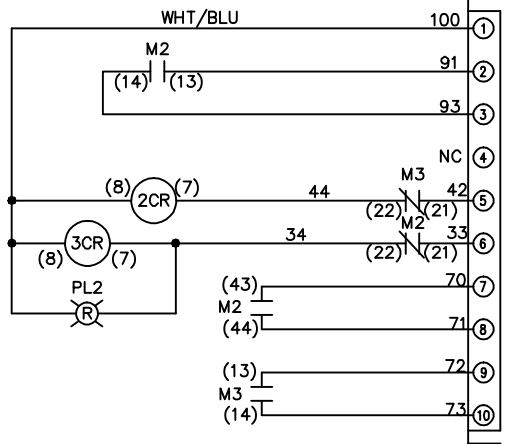 WHT/BLU 100 1
M2 91 2
(14) (13)
93 3
NC 4
M3
(8) 2CR (7) 44 42 5
(22) (21)
M2
3CR 34 33 6
(8) (7) (22) (21)
PL2
R
(43) 70 7
M2
(44) 71 8
(13) 72 9
M3
(14) 73 10